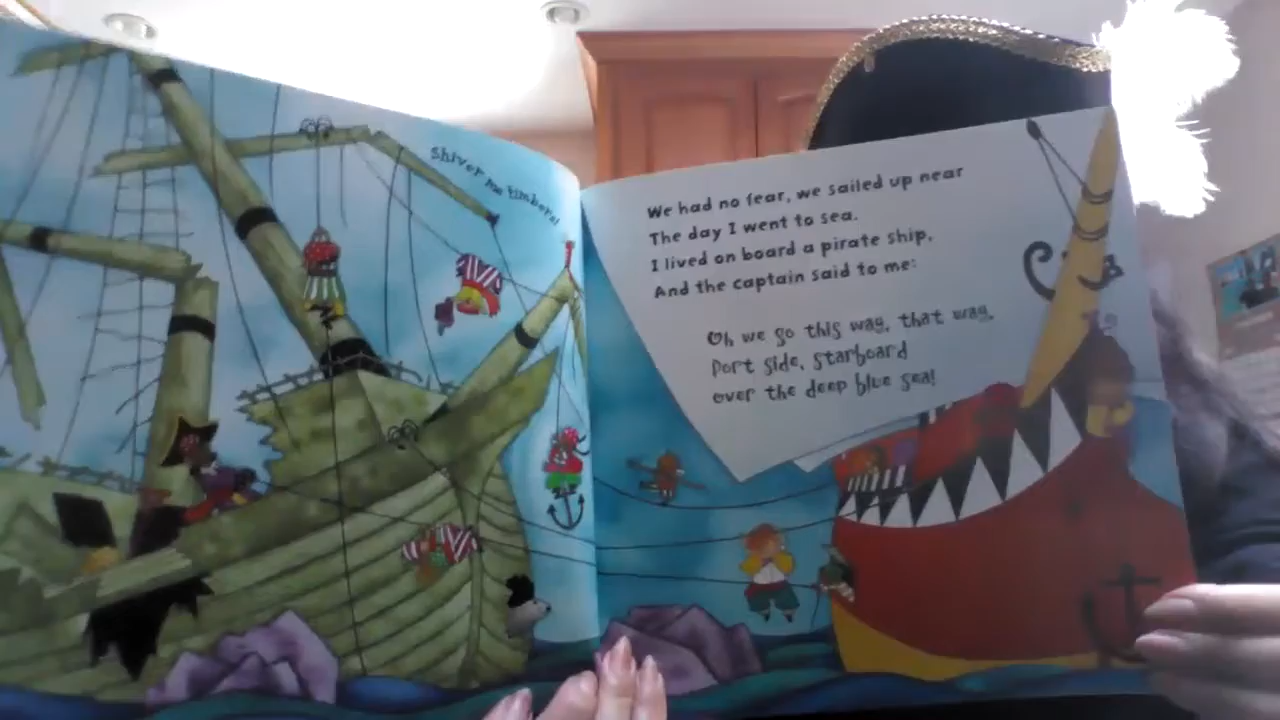 Shiver me timbers!
We had no fear, we sailed up near
The day I went to sea.
I lived on board a pirate ship,
And the captain said to me:
Oh we go this way, that way,
Port side, starboard
over the deep blue sea!